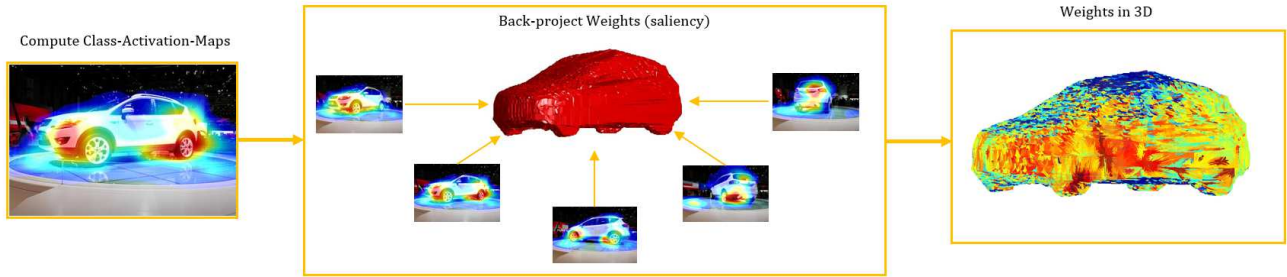 Compute Class-Activation-Maps
Back-project Weights (saliency)
Weights in 3D